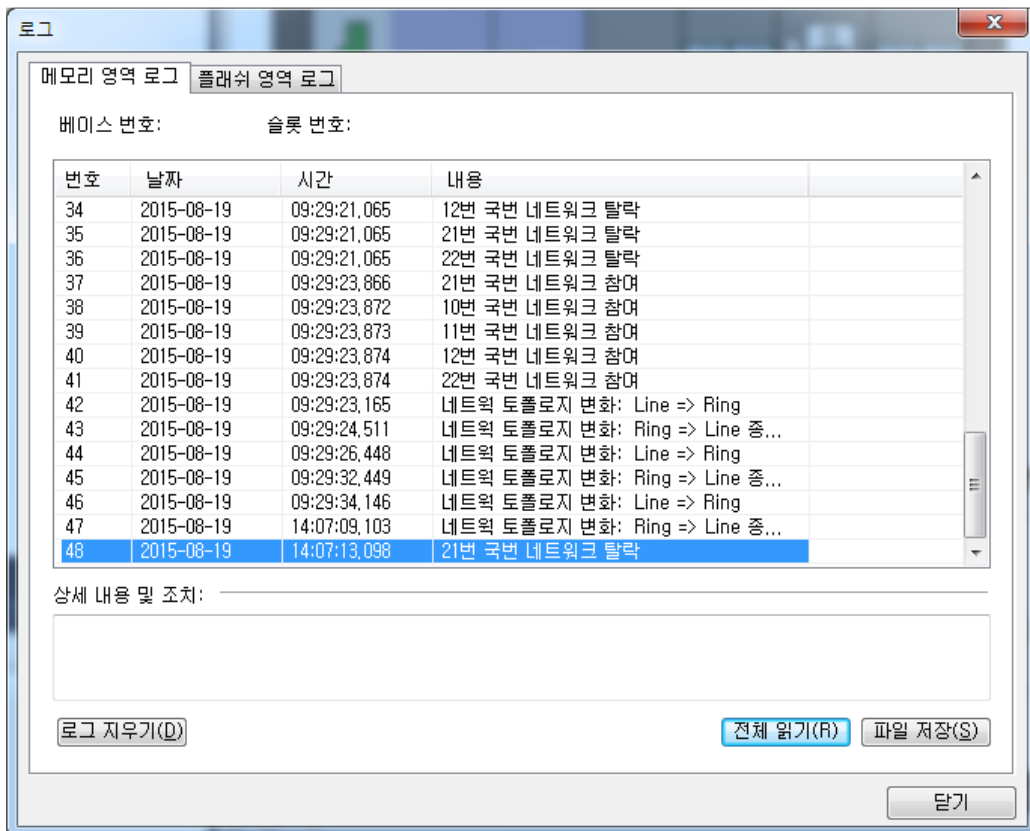 로그
메모리 영역 로그 플래쉬 영역 로그
베이스 번호: 슬롯 번호:
번호 날짜 시간 내용
34 2015-08-19 09:29:21,065 12번 국번 네트워크 탈락
35 2015-08-19 09:29:21,065 21번 국번 네트워크 탈락
36 2015-08-19 09:29:21,065 22번 국번 네트워크 탈락
37 2015-08-19 09:29:23,866 21번 국번 네트워크 참여
38 2015-08-19 09:29:23,872 10번 국번 네트워크 참여
39 2015-08-19 09:29:23,873 11번 국번 네트워크 참여
40 2015-08-19 09:29:23,874 12번 국번 네트워크 참여
41 2015-08-19 09:29:23,874 22번 국번 네트워크 참여
42 2015-08-19 09:29:23,165 네트웍 토폴로지 변화: Line => Ring
43 2015-08-19 09:29:24,511 네트웍 토폴로지 변화: Ring => Line 종...
44 2015-08-19 09:29:26,448 네트웍 토폴로지 변화: Line => Ring
45 2015-08-19 09:29:32,449 네트웍 토폴로지 변화: Ring => Line 종...
46 2015-08-19 09:29:34,146 네트웍 토폴로지 변화: Line => Ring
47 2015-08-19 14:07:09,103 네트웍 토폴로지 변화: Ring => Line 종...
48 2015-08-19 14:07:13,098 21번 국번 네트워크 탈락
상세 내용 및 조치:
로그 지우기(D) 전체 읽기(R) 파일 저장(S)
닫기